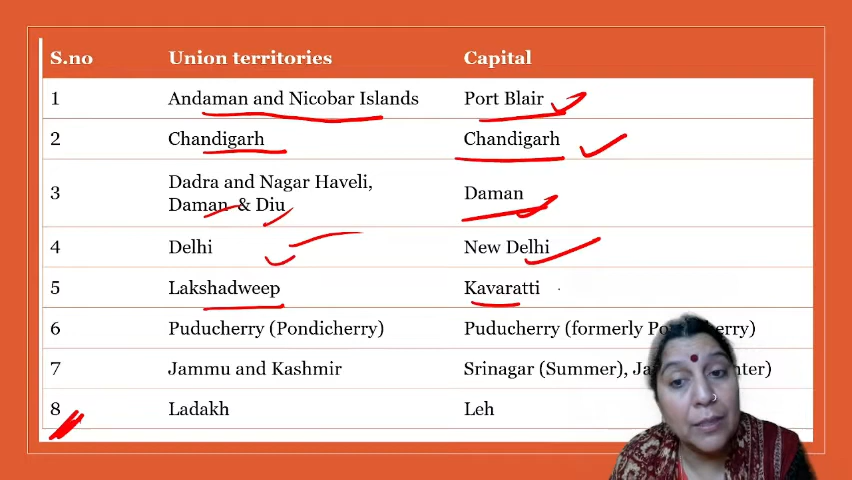 S.no Union territories Capital
1 Andaman and Nicobar Islands Port Blair
2 Chandigarh Chandigarh
3 Dadra and Nagar Haveli,
Daman & Diu Daman
4 Delhi New Delhi
5 Lakshadweep Kavaratti
6 Puducherry (Pondicherry) Puducherry (formerly
7 Jammu and Kashmir Srinagar (Summer),
8 Ladakh Leh